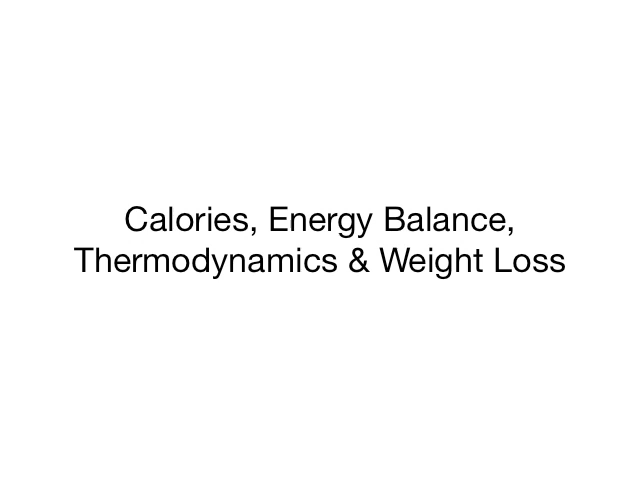 Calories, Energy Balance,
Thermodynamics & Weight Loss